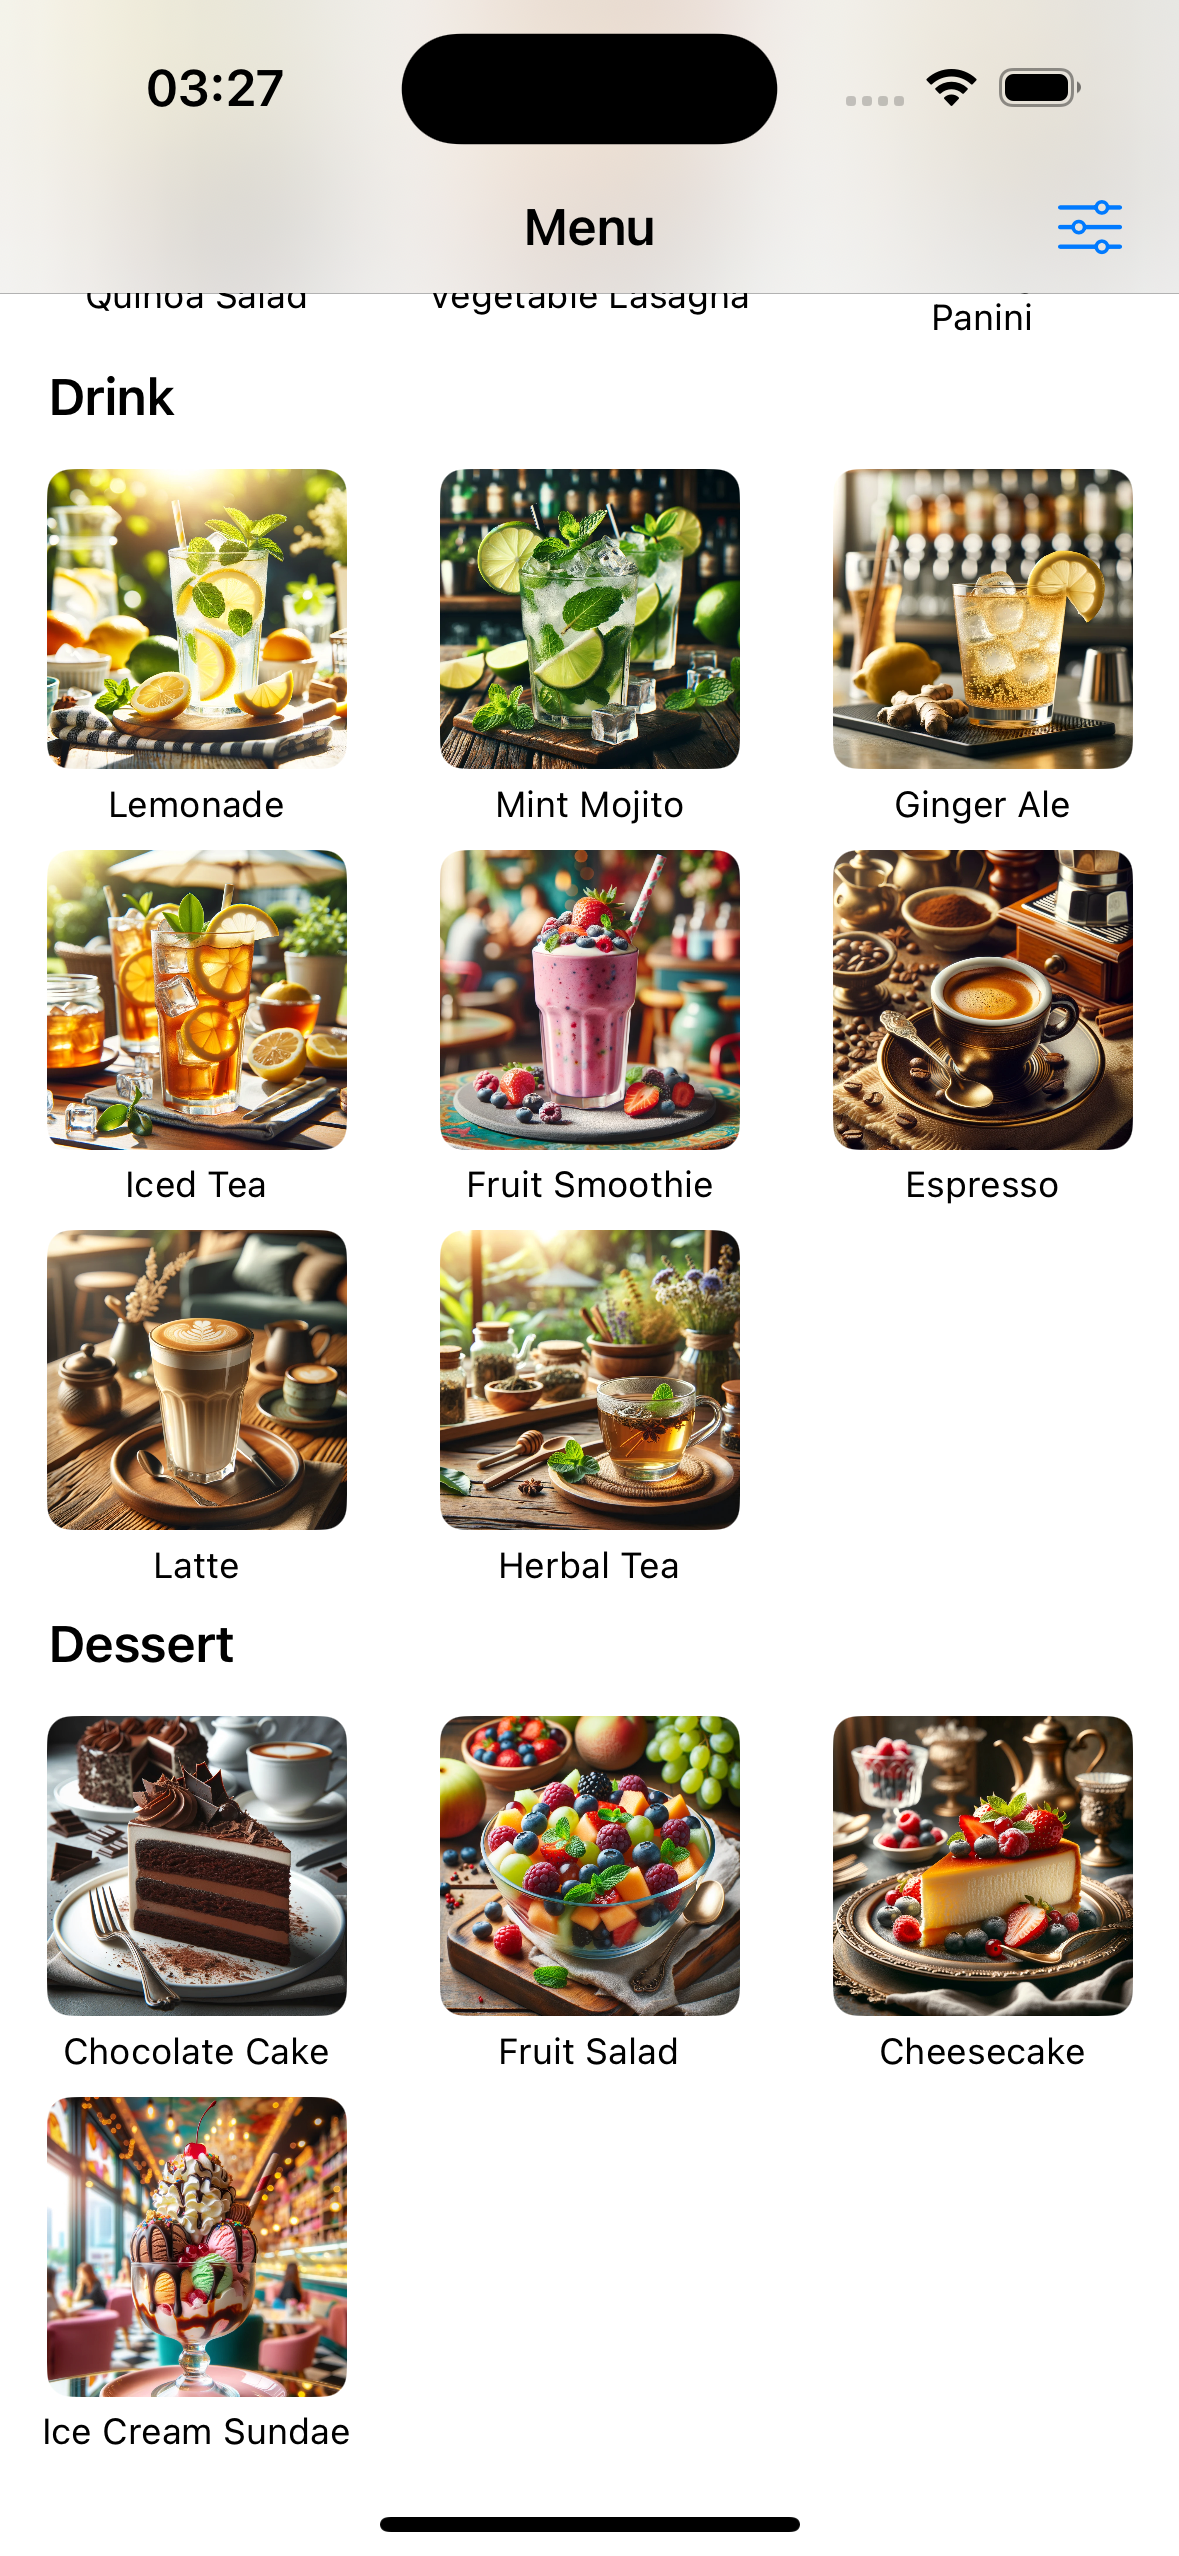 03:27
Menu
Quinoa Salad
Vegetable Lasagna
Panini
Drink
Lemonade
Mint Mojito
Ginger Ale
Iced Tea
Fruit Smoothie
Espresso
Latte
Herbal Tea
Dessert
Chocolate Cake
Fruit Salad
Cheesecake
Ice Cream Sundae